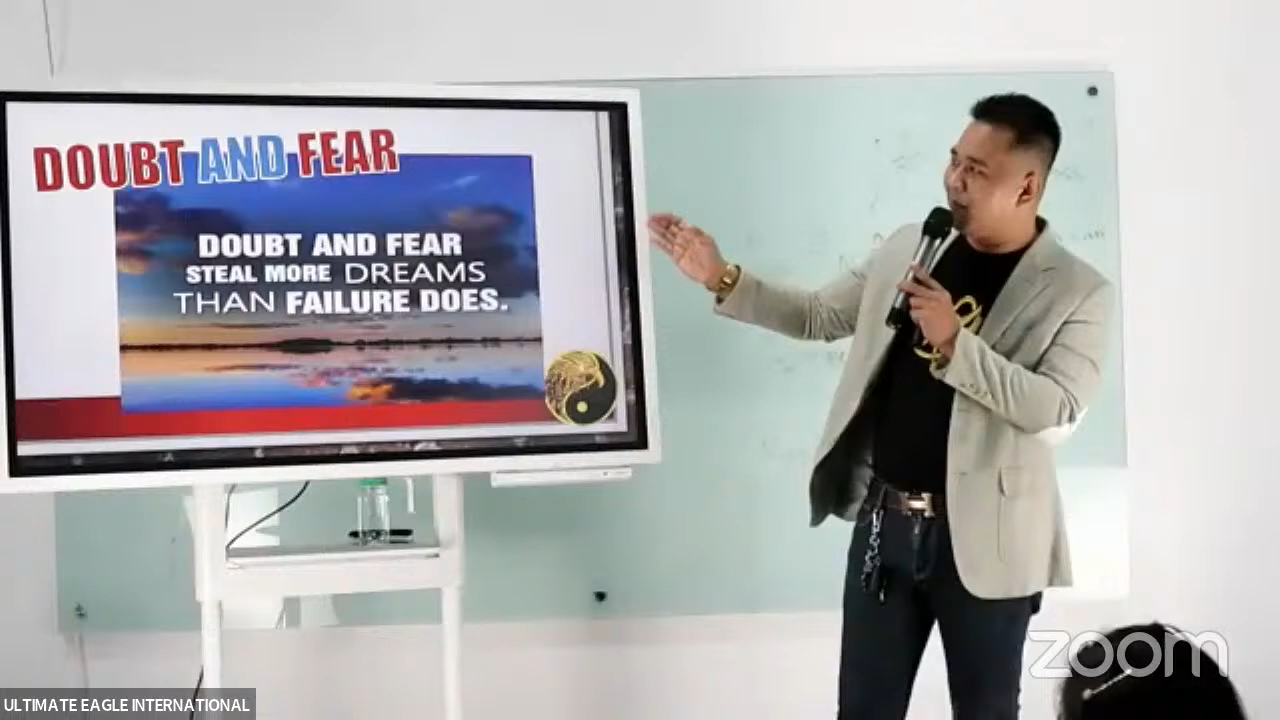 DOUBT AND FEAR
DOUBT AND FEAR
STEAL MORE DREAMS
THAN FAILURE DOES.
zoom
ULTIMATE EAGLE INTERNATIONAL